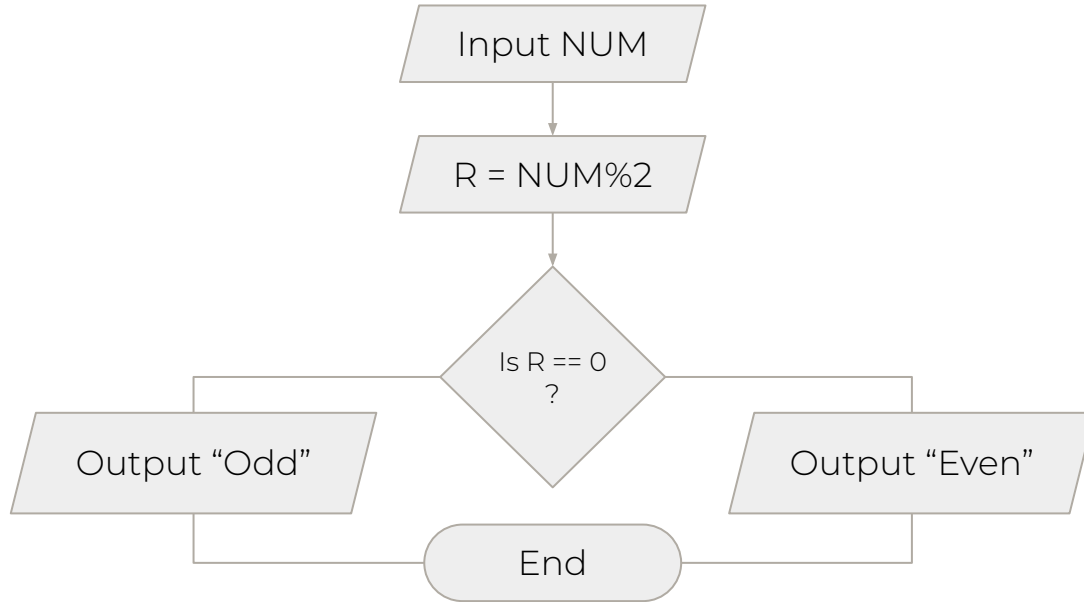 Input NUM
R = NUM%2
Is R == 0
?
Output “Odd”
Output “Even”
End